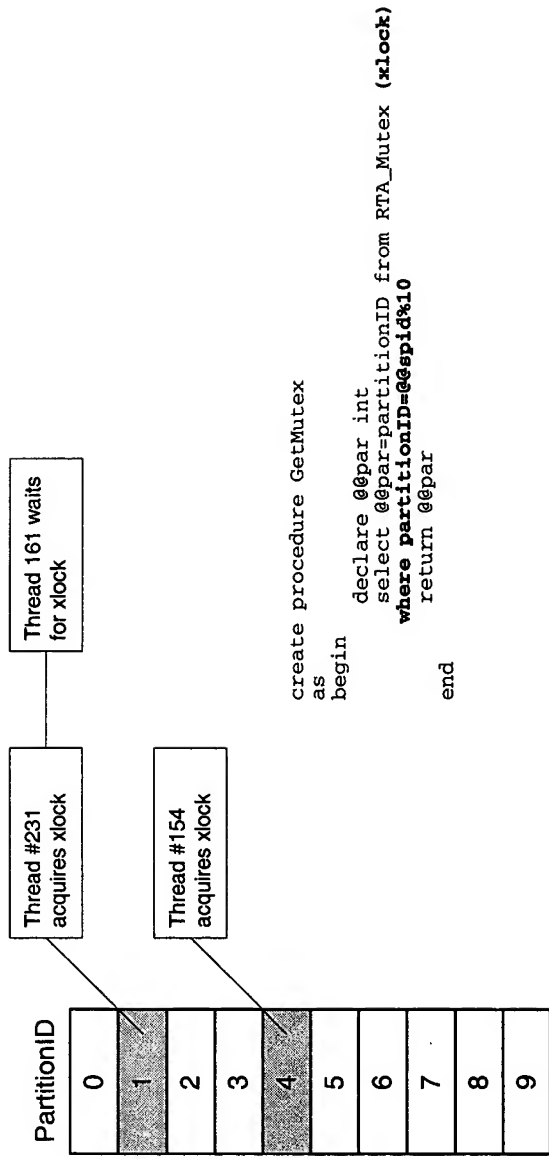 PartitionID
0
1
2
3
4
5
6
7
8
9
Thread #231
acquires xlock
Thread 161 waits
for xlock
Thread #154
acquires xlock
create procedure GetMutex
as
begin
declare @@par int
select @@par=partitionID from RTA_Mutex (xlock)
where partitionID=@@spid%10
return @@par
end